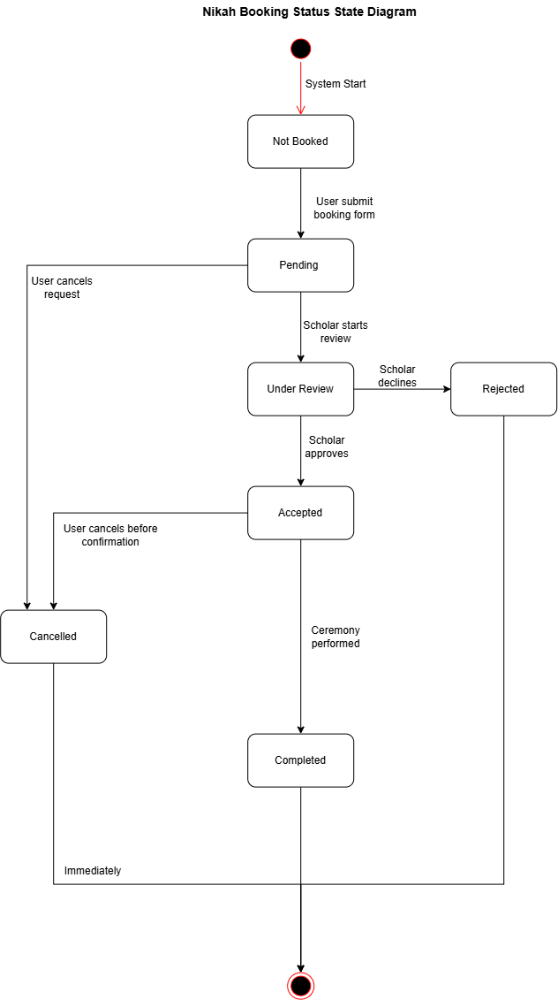 Nikah Booking Status State Diagram
System Start
Not Booked
User submit
booking form
Pending
User cancels
request
Scholar starts
review
Under Review
Scholar
declines
Rejected
Scholar
approves
Accepted
User cancels before
confirmation
Cancelled
Ceremony
performed
Completed
Immediately